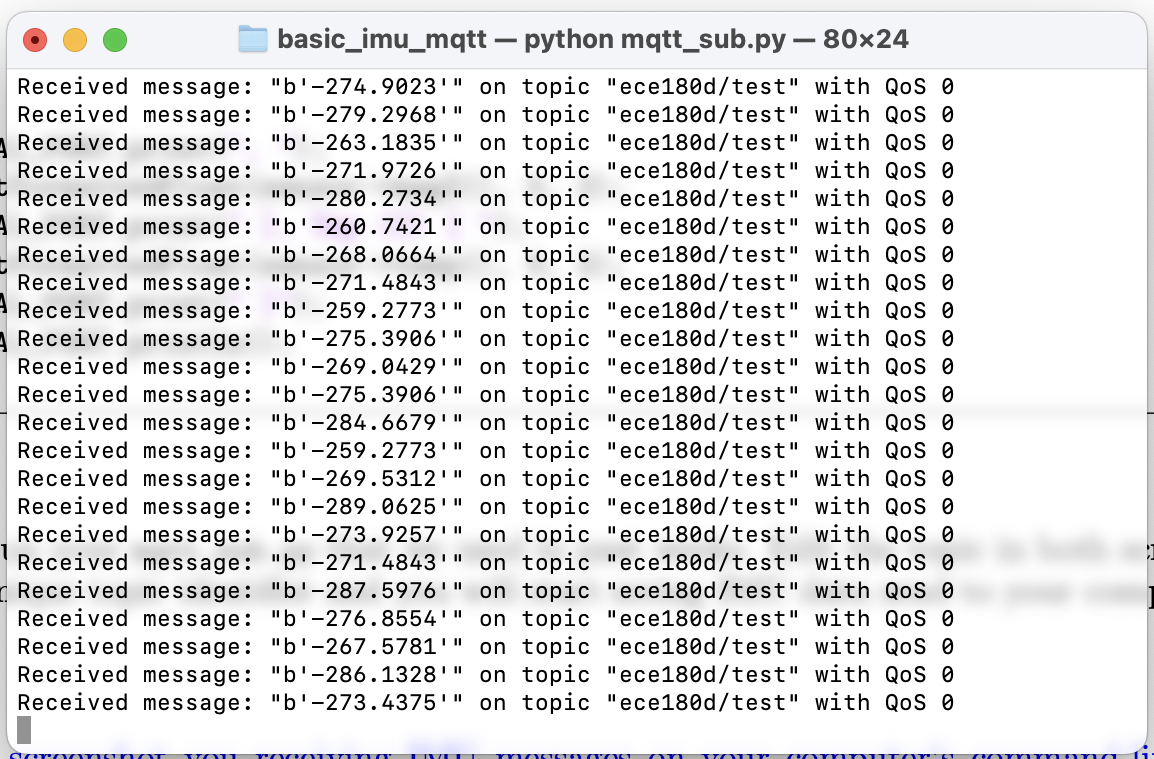 basic_imu_mqtt — python mqtt_sub.py — 80×24
Received message: "b'-274.9023'" on topic "ece180d/test" with QoS 0
Received message: "b'-279.2968'" on topic "ece180d/test" with QoS 0
Received message: "b'-263.1835'" on topic "ece180d/test" with QoS 0
Received message: "b'-271.9726'" on topic "ece180d/test" with QoS 0
Received message: "b'-280.2734'" on topic "ece180d/test" with QoS 0
Received message: "b'-260.7421'" on topic "ece180d/test" with QoS 0
Received message: "b'-268.0664'" on topic "ece180d/test" with QoS 0
Received message: "b'-271.4843'" on topic "ece180d/test" with QoS 0
Received message: "b'-259.2773'" on topic "ece180d/test" with QoS 0
Received message: "b'-275.3906'" on topic "ece180d/test" with QoS 0
Received message: "b'-269.0429'" on topic "ece180d/test" with QoS 0
Received message: "b'-275.3906'" on topic "ece180d/test" with QoS 0
Received message: "b'-284.6679'" on topic "ece180d/test" with QoS 0
Received message: "b'-259.2773'" on topic "ece180d/test" with QoS 0
Received message: "b'-269.5312'" on topic "ece180d/test" with QoS 0
Received message: "b'-289.0625'" on topic "ece180d/test" with QoS 0
Received message: "b'-273.9257'" on topic "ece180d/test" with QoS 0
Received message: "b'-271.4843'" on topic "ece180d/test" with QoS 0
Received message: "b'-287.5976'" on topic "ece180d/test" with QoS 0
Received message: "b'-276.8554'" on topic "ece180d/test" with QoS 0
Received message: "b'-267.5781'" on topic "ece180d/test" with QoS 0
Received message: "b'-286.1328'" on topic "ece180d/test" with QoS 0
Received message: "b'-273.4375'" on topic "ece180d/test" with QoS 0
screenshot you receiving IMU messages on your computer's command